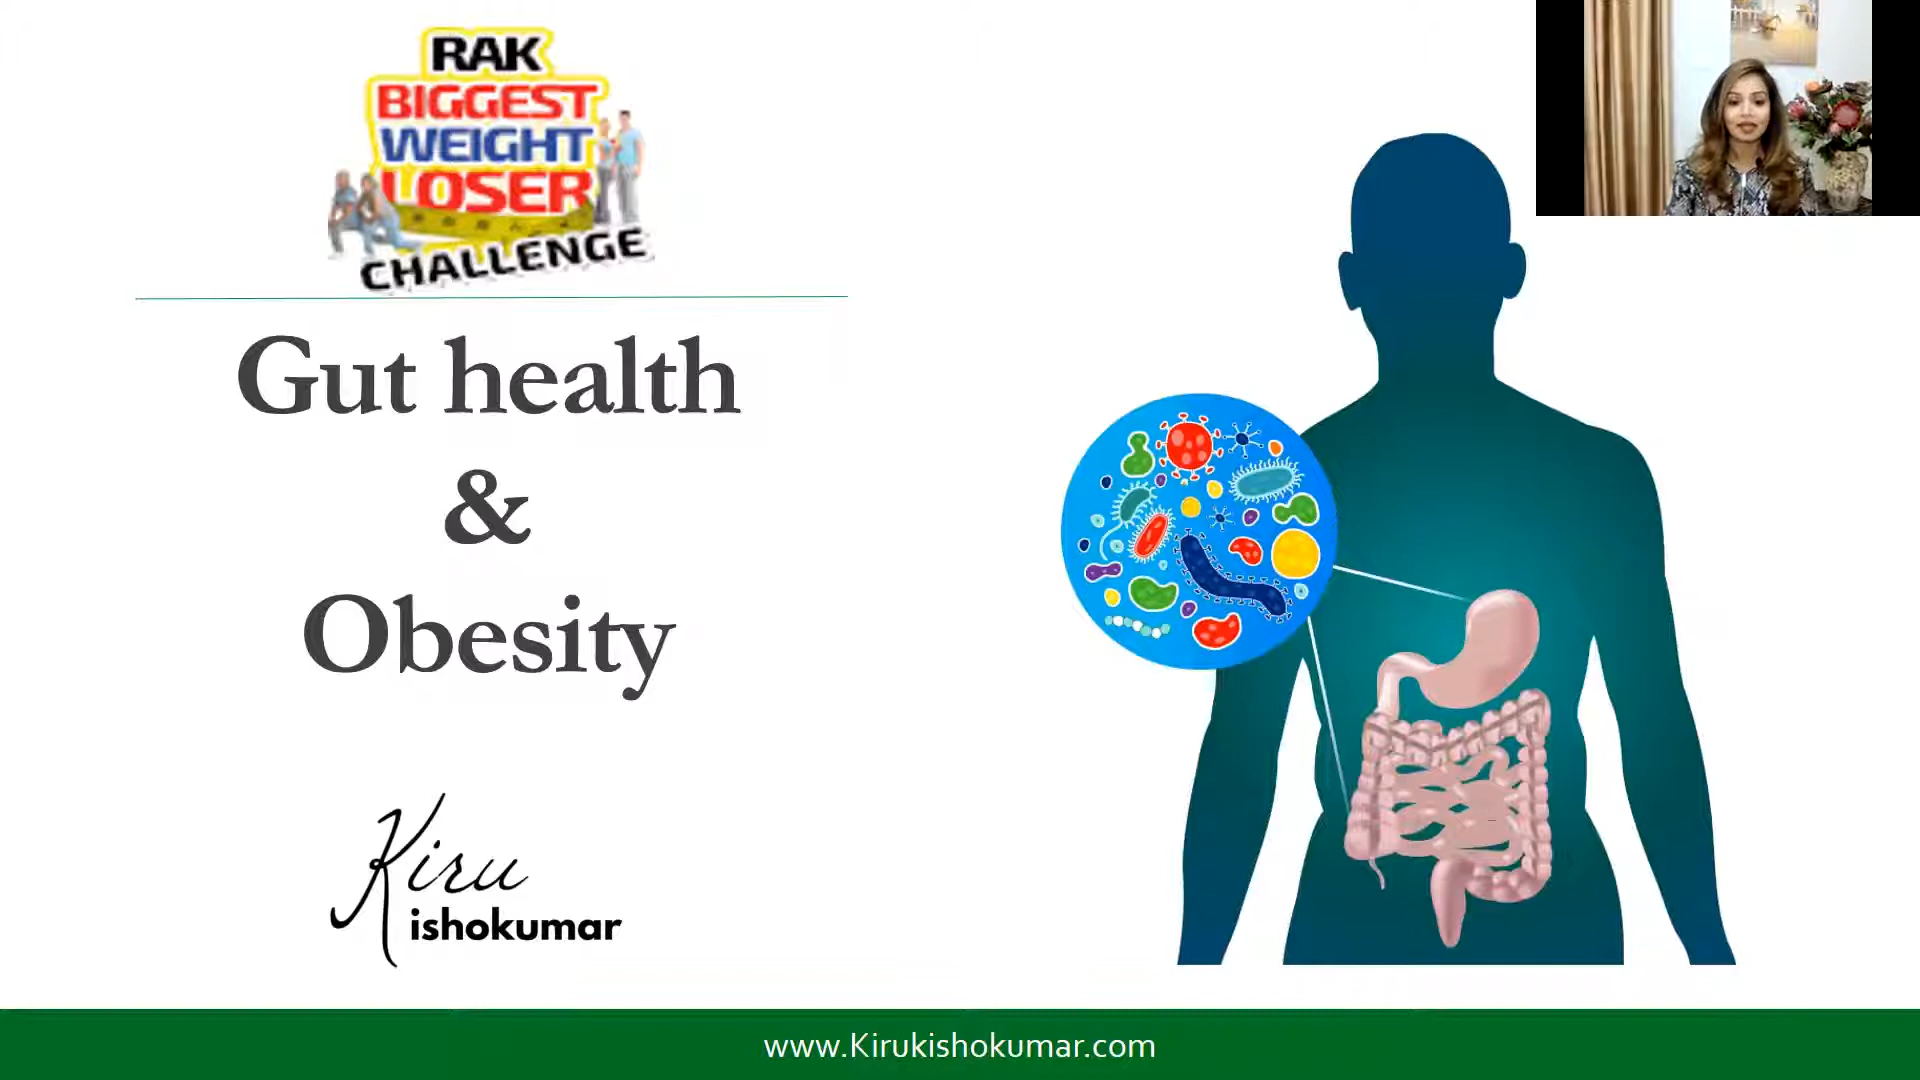 RAK
BIGGEST
WEIGHT
LOSER
CHALLENGE
Gut health
&
Obesity
Kiru
ishokumar
www.Kirukishokumar.com